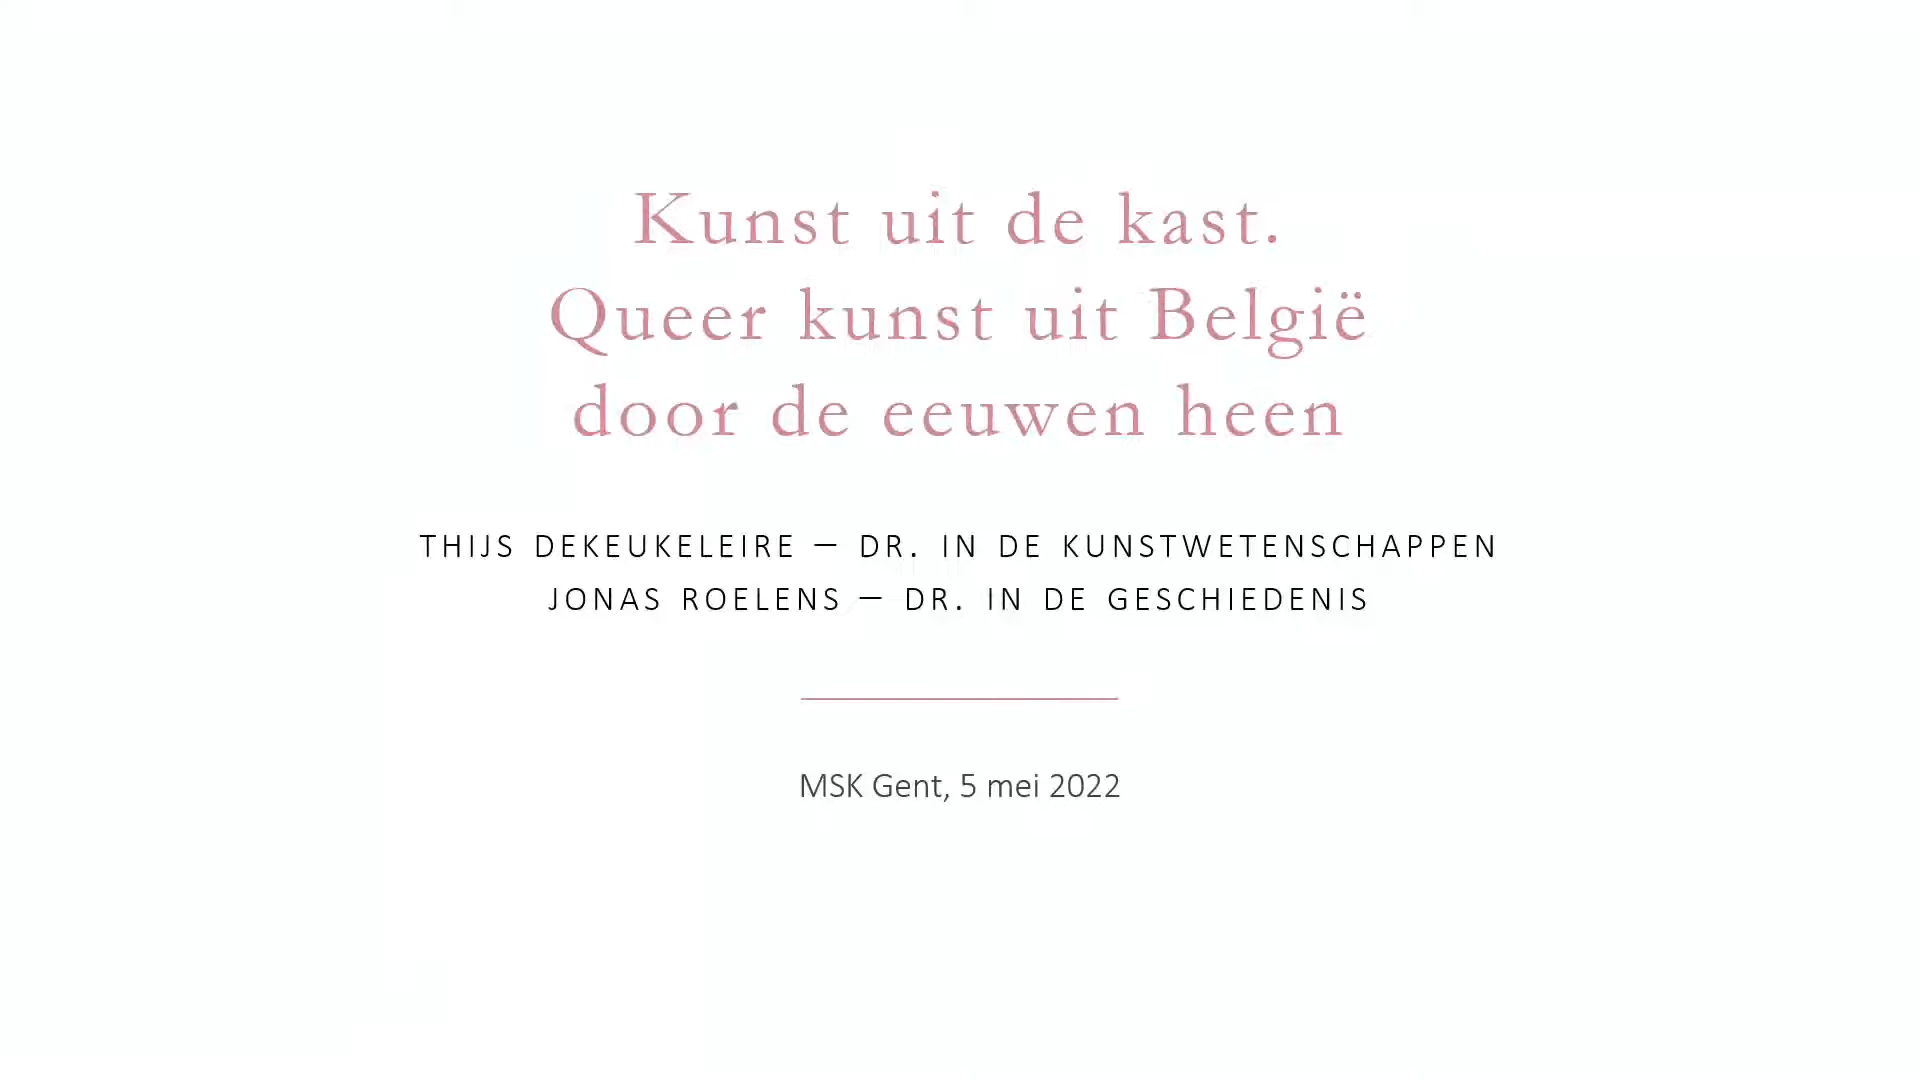 Kunst uit de kast.
Queer kunst uit België
door de eeuwen heen
THIJS DEKEUKELEIRE – DR. IN DE KUNSTWETENSCHAPPEN
JONAS ROELENS – DR. IN DE GESCHIEDENIS
MSK Gent, 5 mei 2022